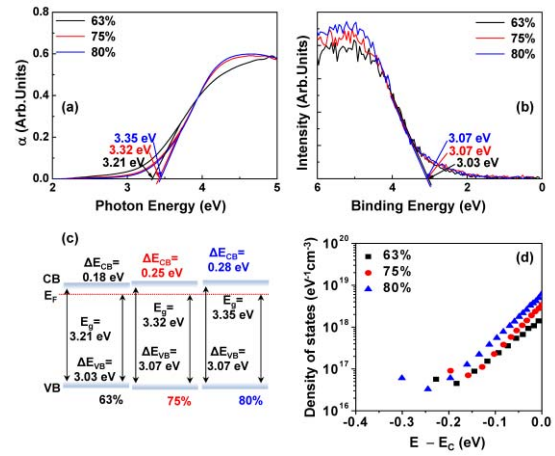 63%
75%
80%
(a)
3.35 eV
3.32 eV
3.21 eV
α (Arb.Units)
0.6
0.4
0.2
0.0
2 3 4 5
Photon Energy (eV)
63%
75%
80%
(b)
3.07 eV
3.07 eV
3.03 eV
Intensity (Arb.Units)
6 4 2 0
Binding Energy (eV)
(c)
ΔE_CB= ΔE_CB= ΔE_CB=
0.18 eV 0.25 eV 0.28 eV
CB
E_F
E_g= E_g= E_g=
3.21 eV 3.32 eV 3.35 eV
ΔE_VB= ΔE_VB= ΔE_VB=
3.03 eV 3.07 eV 3.07 eV
VB
63% 75% 80%
63%
75%
80%
(d)
Density of states (eV⁻¹cm⁻³)
10²⁰
10¹⁹
10¹⁸
10¹⁷
10¹⁶
-0.4 -0.3 -0.2 -0.1 0.0
E – E_C (eV)